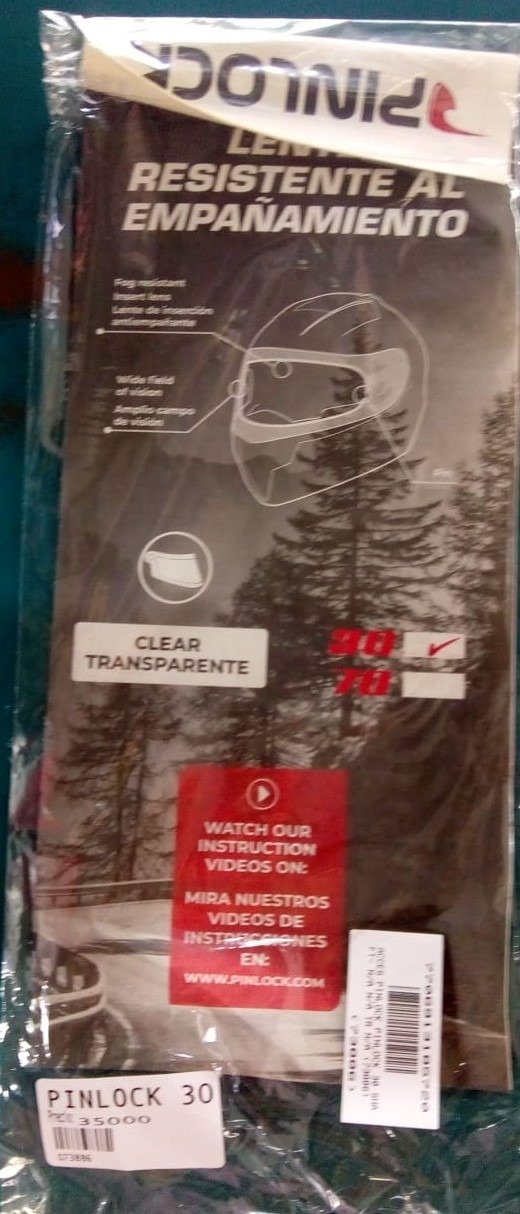 PINLOCK
RESISTENTE AL
EMPAÑAMIENTO
Fog resistant
Insert lens
Lente de inserción
antiempañante
Wide field
of vision
Amplio campo
de visión
CLEAR
TRANSPARENTE
30
70
WATCH OUR
INSTRUCTION
VIDEOS ON:
MIRA NUESTROS
VIDEOS DE
INSTRUCCIONES
EN:
WWW.PINLOCK.COM
PINLOCK 30
35000
073886